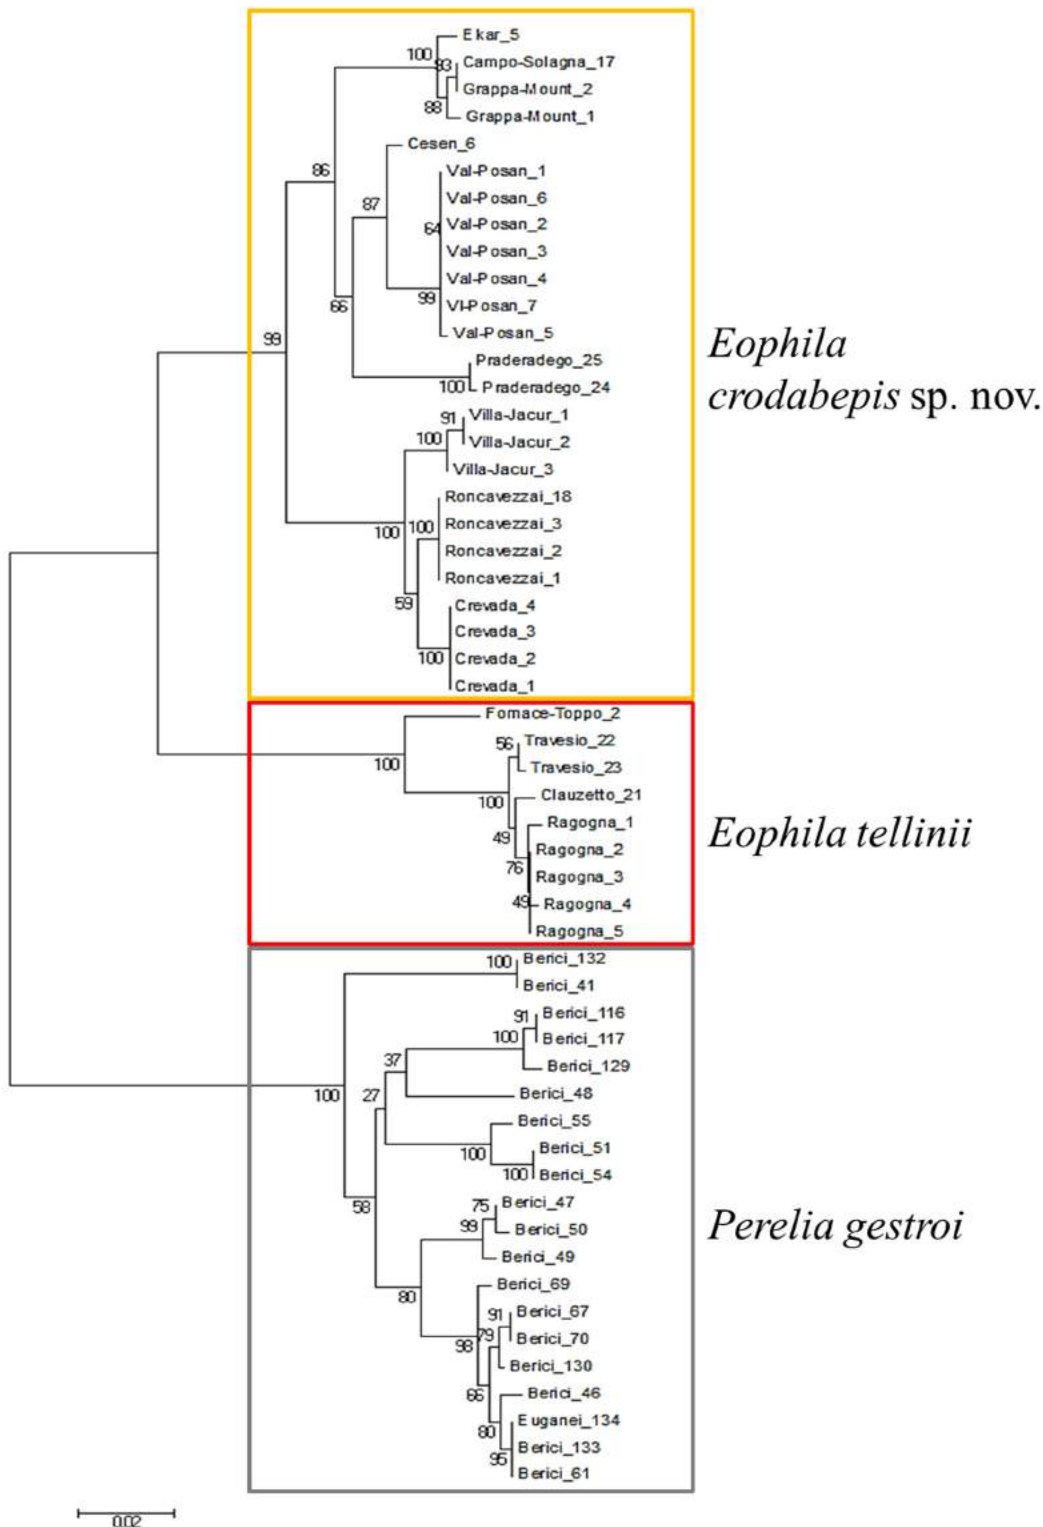 Ekar_5
100
93
Campo-Solagna_17
Grappa-Mount_2
88
Grappa-Mount_1
Cesen_6
86
Val-Posan_1
87
Val-Posan_6
64
Val-Posan_2
Val-Posan_3
Val-Posan_4
99
Vl-Posan_7
66
Val-Posan_5
99
Eophila
crodabepis sp. nov.
Praderadego_25
100
Praderadego_24
91
Villa-Jacur_1
100
Villa-Jacur_2
Villa-Jacur_3
Roncavezzai_18
100
100
Roncavezzai_3
Roncavezzai_2
Roncavezzai_1
59
Crevada_4
Crevada_3
100
Crevada_2
Crevada_1
Fornace-Toppo_2
56
Travesio_22
100
Travesio_23
100
Clauzetto_21
49
Ragogna_1
Eophila tellinii
Ragogna_2
76
Ragogna_3
49
Ragogna_4
Ragogna_5
100
Berici_132
Berici_41
91
Berici_116
100
Berici_117
37
Berici_129
100
27
Berici_48
Berici_55
100
Berici_51
100
Berici_54
58
75
Berici_47
99
Berici_50
Perelia gestroi
Berici_49
80
Berici_69
91
Berici_67
98
79
Berici_70
Berici_130
66
Berici_46
80
Euganei_134
95
Berici_133
Berici_61
0.02